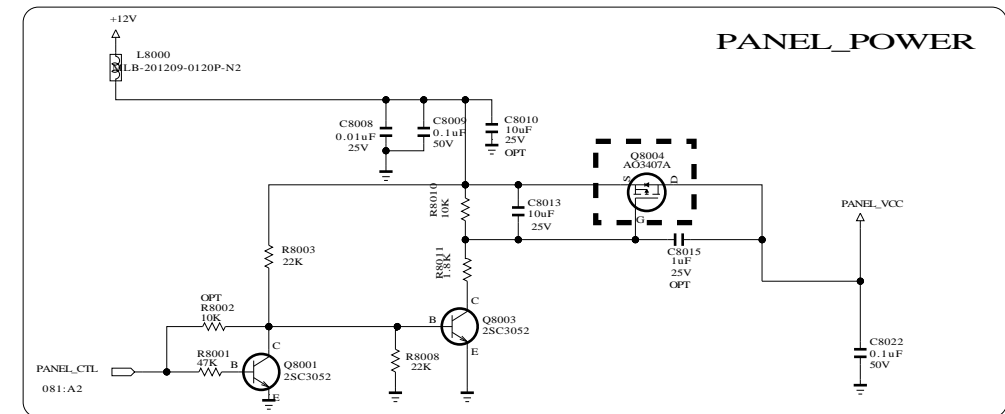 +12V
PANEL_POWER
L8000
MLB-201209-0120P-N2
C8008
0.01uF
25V
C8009
0.1uF
50V
C8010
10uF
25V
OPT
Q8004
AO3407A
S
D
G
R8010
10K
C8013
10uF
25V
PANEL_VCC
R8003
22K
R8011
1.8K
C8015
1uF
25V
OPT
OPT
R8002
10K
C
B
Q8003
2SC3052
E
R8001
47K
B
C
Q8001
2SC3052
E
R8008
22K
C8022
0.1uF
50V
PANEL_CTL
081:A2